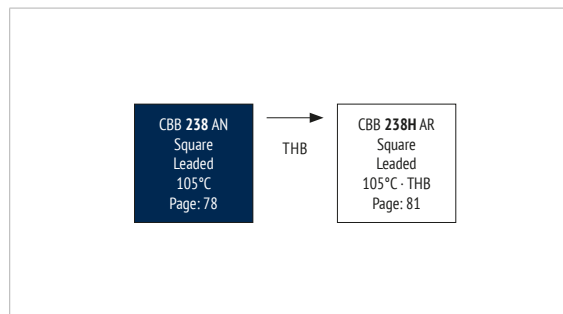 CBB 238 AN
Square
Leaded
105°C
Page: 78
THB
CBB 238H AR
Square
Leaded
105°C · THB
Page: 81